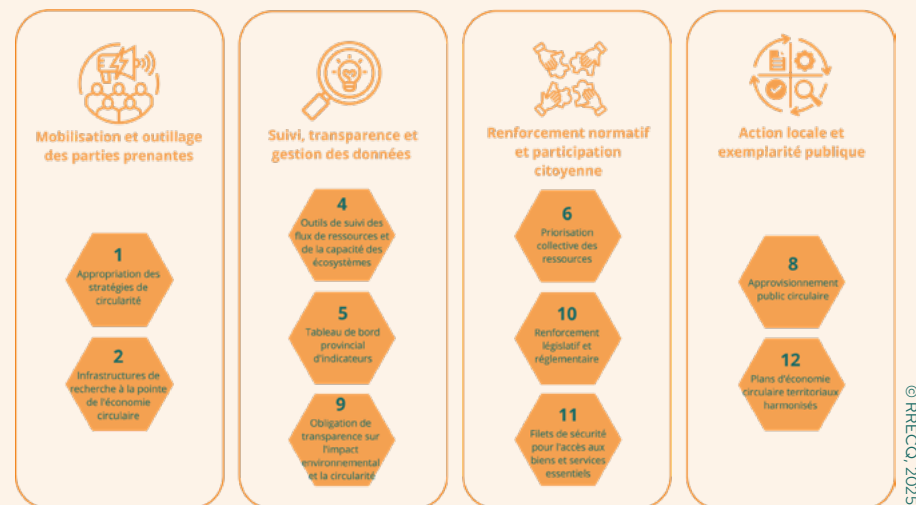 Mobilisation et outillage
des parties prenantes
1
Appropriation des
stratégies de
circularité
2
Infrastructures de
recherche à la pointe
de l'économie
circulaire
Suivi, transparence et
gestion des données
4
Outils de suivi des
flux de ressources et
de la capacité des
écosystèmes
5
Tableau de bord
provincial
d'indicateurs
9
Obligation de
transparence sur
l'impact
environnemental
et la circularité
Renforcement normatif
et participation
citoyenne
6
Priorisation
collective des
ressources
10
Renforcement
législatif et
réglementaire
11
Filets de sécurité
pour l'accès aux
biens et services
essentiels
Action locale et
exemplarité publique
8
Approvisionnement
public circulaire
12
Plans d'économie
circulaire territoriaux
harmonisés
© RRECQ, 2025